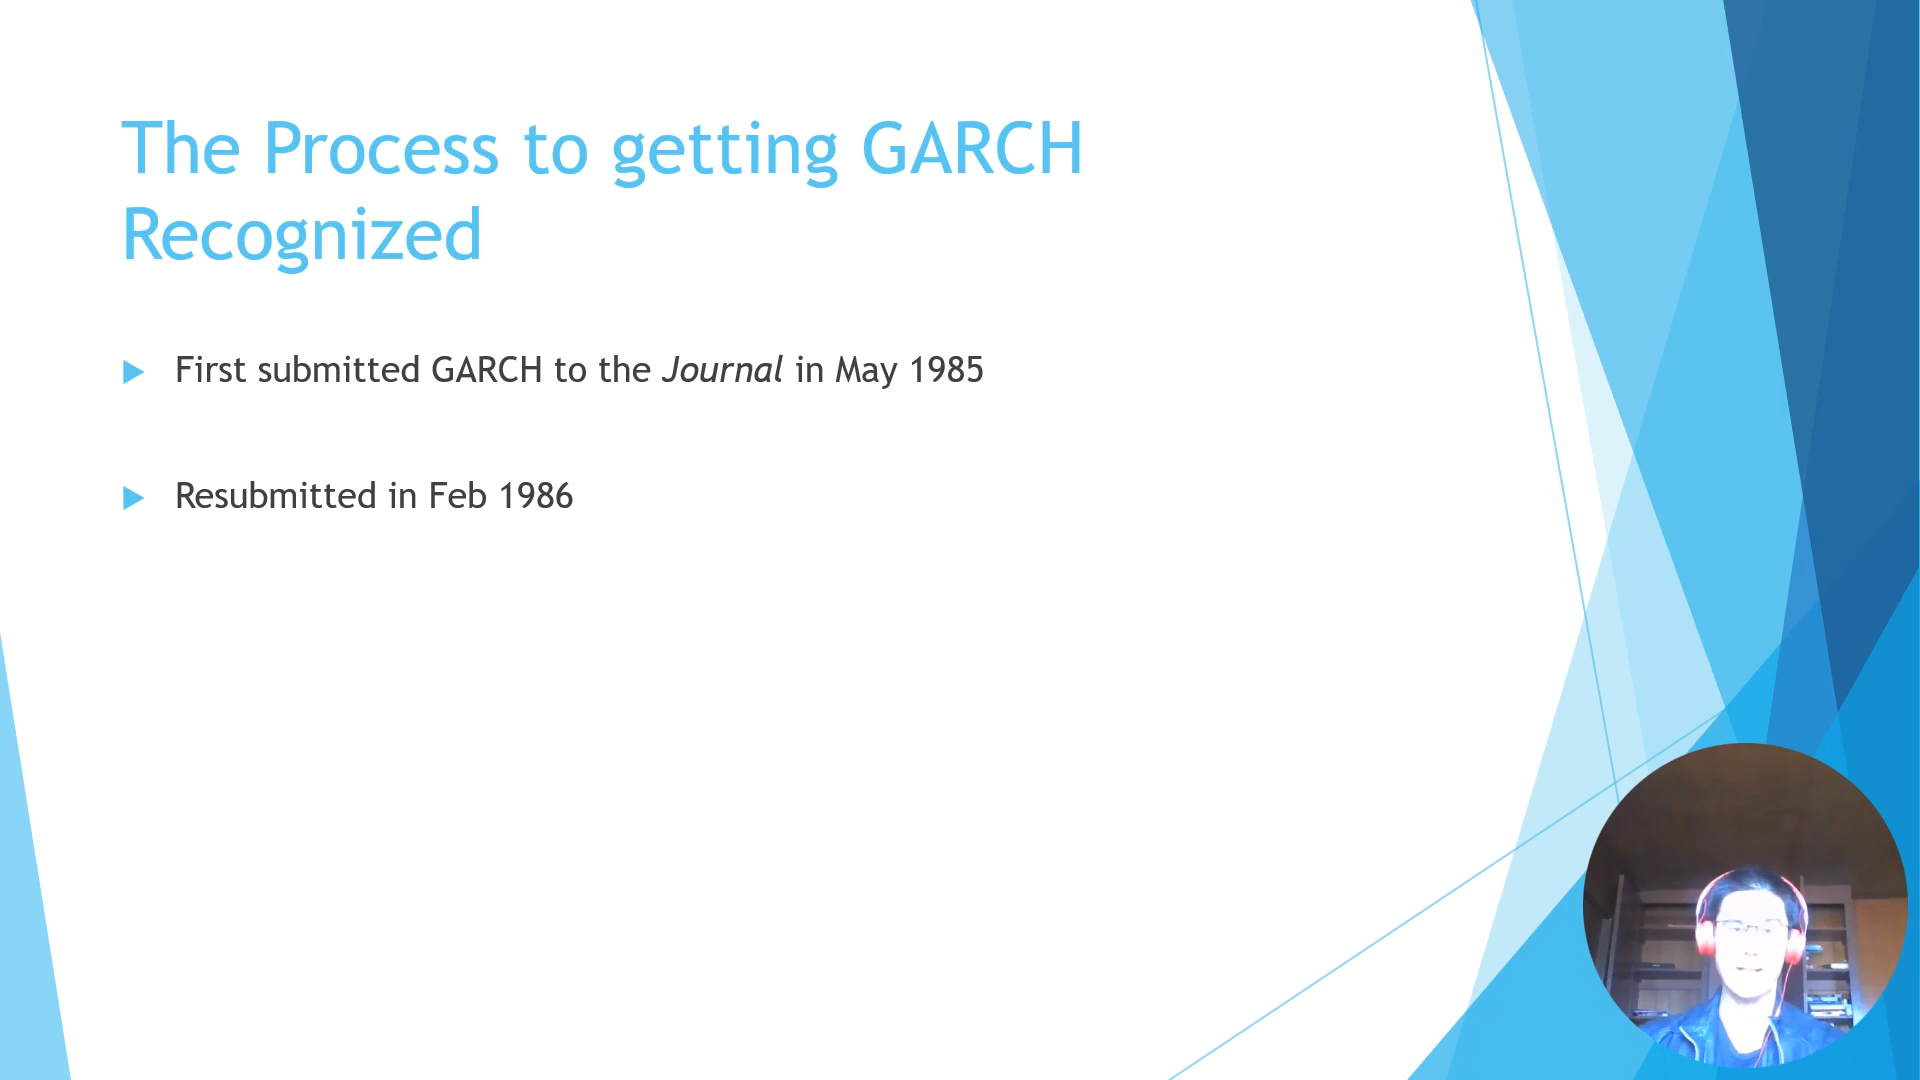 The Process to getting GARCH
Recognized
First submitted GARCH to the Journal in May 1985
Resubmitted in Feb 1986